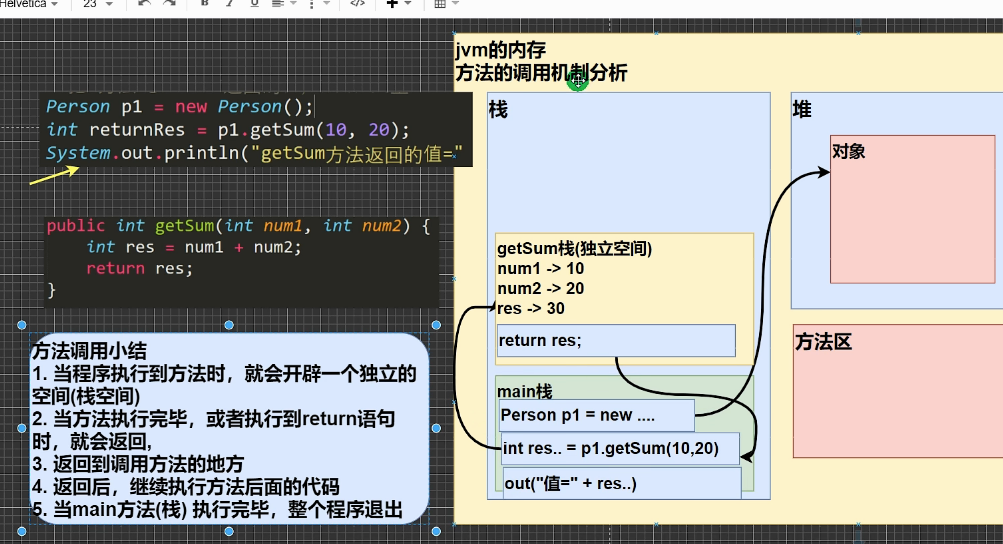 Helvetica
23
B
I
U
</>
jvm的内存
方法的调用机制分析
Person p1 = new Person();
int returnRes = p1.getSum(10, 20);
System.out.println("getSum方法返回的值="
public int getSum(int num1, int num2) {
int res = num1 + num2;
return res;
}
方法调用小结
1. 当程序执行到方法时，就会开辟一个独立的
空间(栈空间)
2. 当方法执行完毕，或者执行到return语句
时，就会返回,
3. 返回到调用方法的地方
4. 返回后，继续执行方法后面的代码
5. 当main方法(栈) 执行完毕，整个程序退出
栈
getSum栈(独立空间)
num1 -> 10
num2 -> 20
res -> 30
return res;
main栈
Person p1 = new ....
int res.. = p1.getSum(10,20)
out("值=" + res..)
堆
对象
方法区